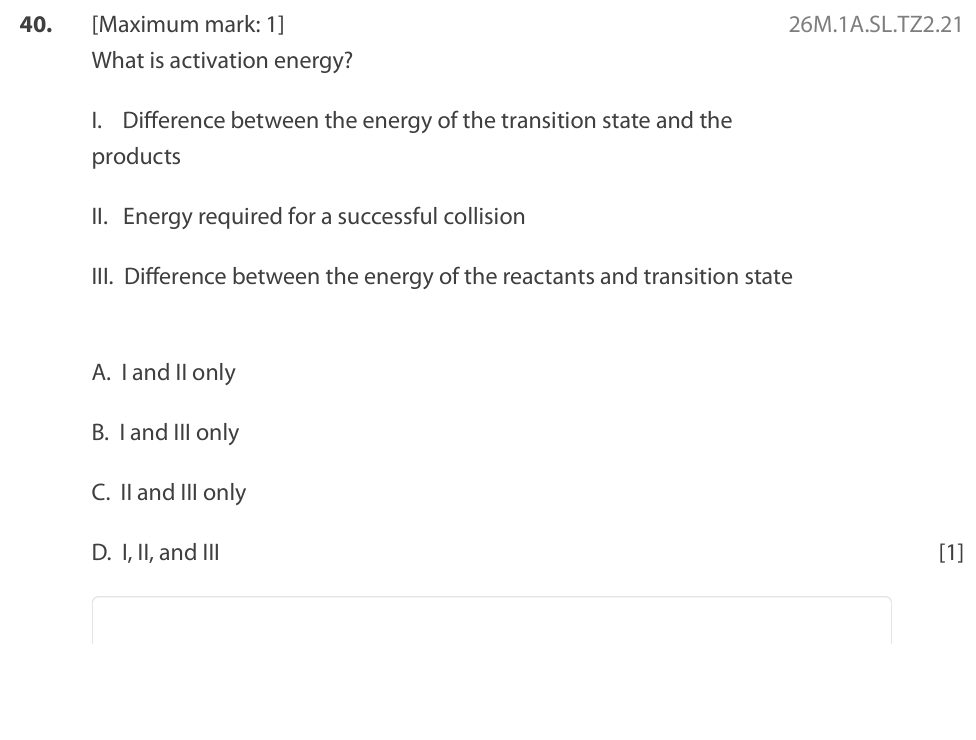 40. [Maximum mark: 1] 26M.1A.SL.TZ2.21
What is activation energy?
I. Difference between the energy of the transition state and the
products
II. Energy required for a successful collision
III. Difference between the energy of the reactants and transition state
A. I and II only
B. I and III only
C. II and III only
D. I, II, and III [1]